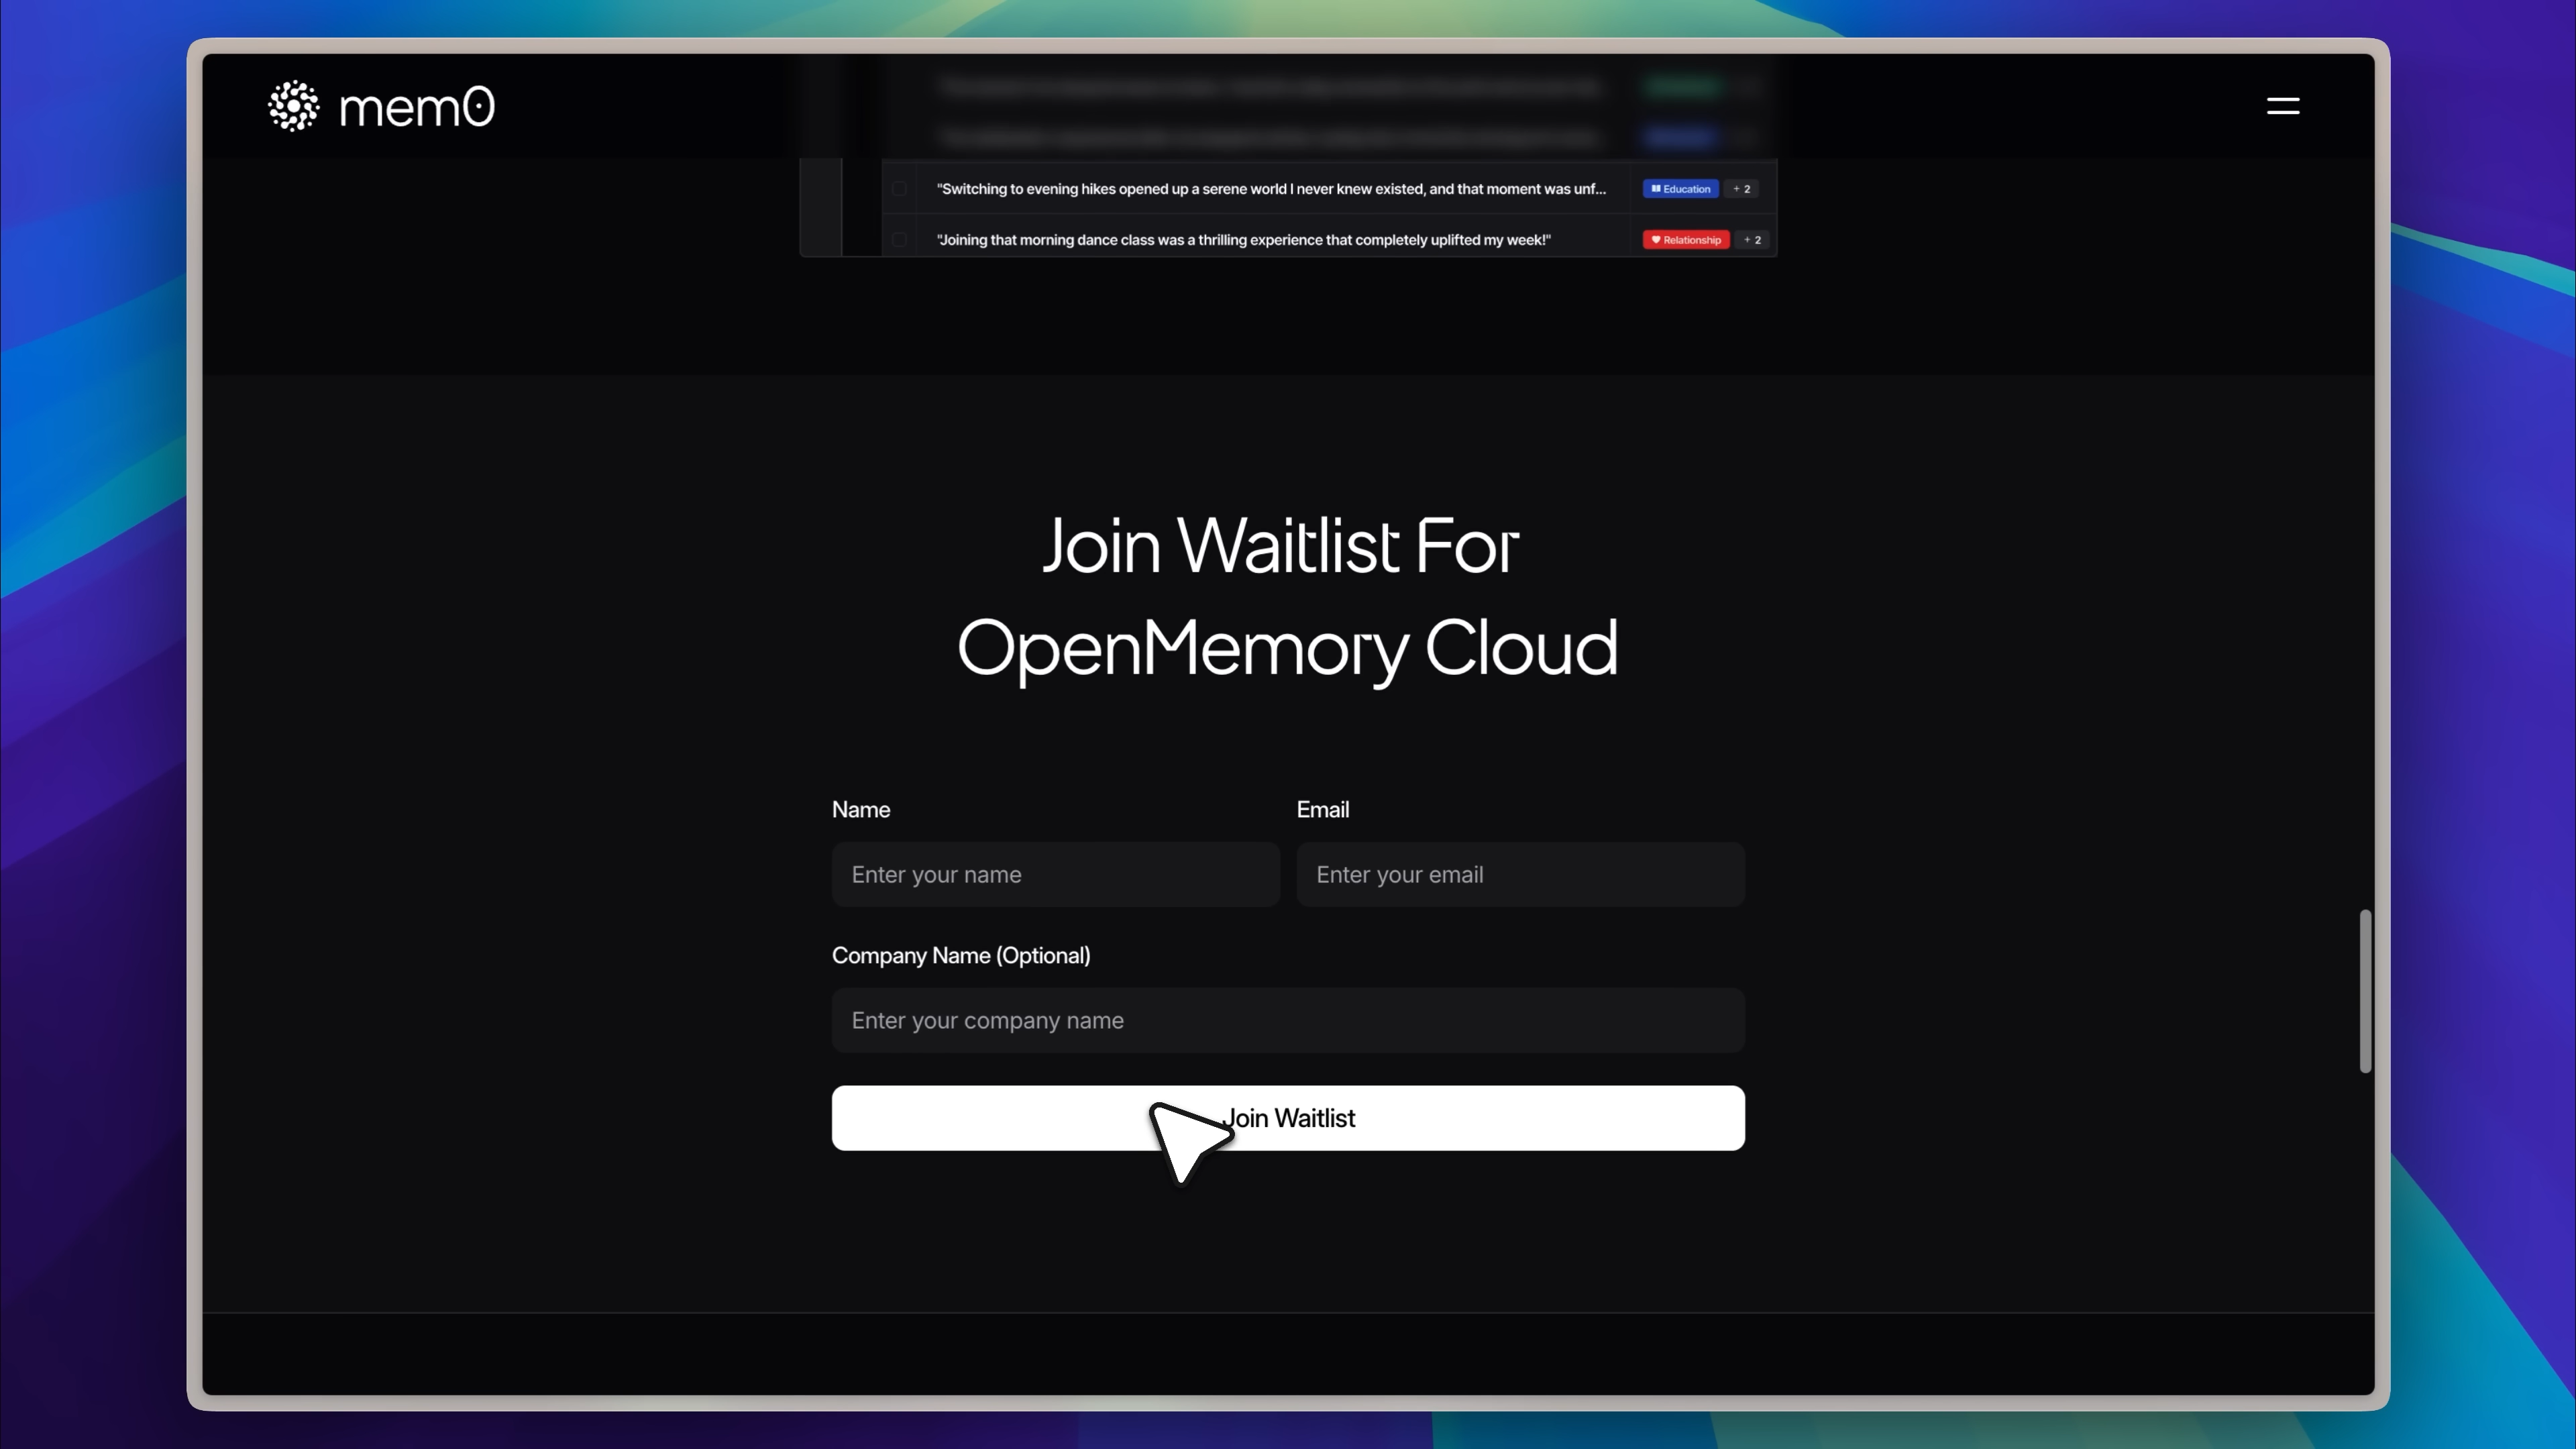 mem0
"Switching to evening hikes opened up a serene world I never knew existed, and that moment was unf...
Education
+ 2
"Joining that morning dance class was a thrilling experience that completely uplifted my week!"
Relationship
+ 2
Join Waitlist For
OpenMemory Cloud
Name
Email
Enter your name
Enter your email
Company Name (Optional)
Enter your company name
Join Waitlist